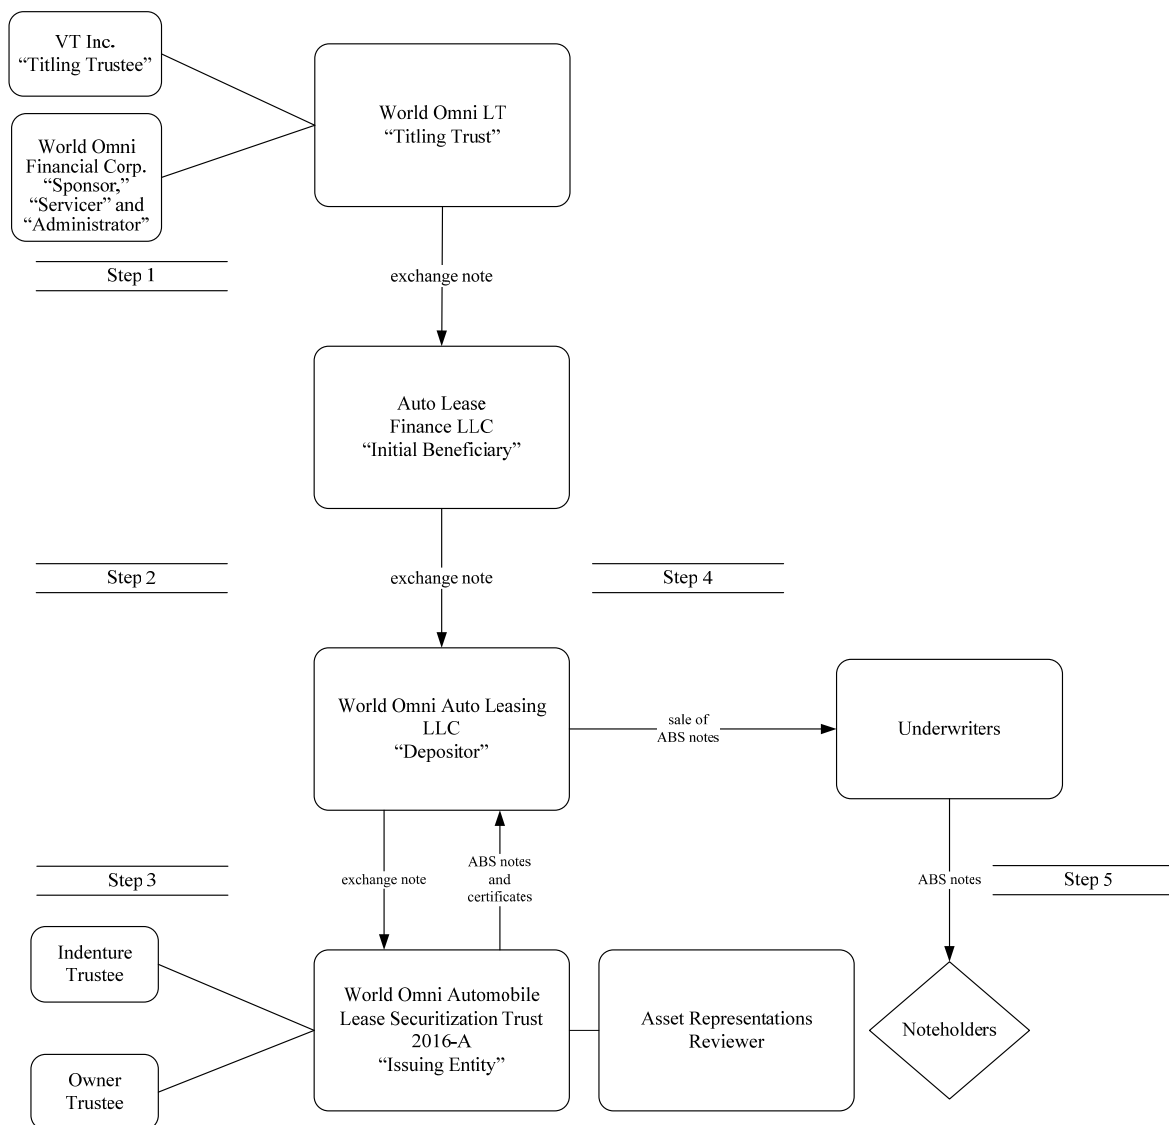 VT Inc.
“Titling Trustee”
World Omni
Financial Corp.
“Sponsor,”
“Servicer” and
“Administrator”
World Omni LT
“Titling Trust”
Step 1
exchange note
Auto Lease
Finance LLC
“Initial Beneficiary”
Step 2
exchange note
Step 4
World Omni Auto Leasing
LLC
“Depositor”
sale of
ABS notes
Underwriters
Step 3
exchange note
ABS notes
and
certificates
ABS notes
Step 5
Indenture
Trustee
Owner
Trustee
World Omni Automobile
Lease Securitization Trust
2016-A
“Issuing Entity”
Asset Representations
Reviewer
Noteholders